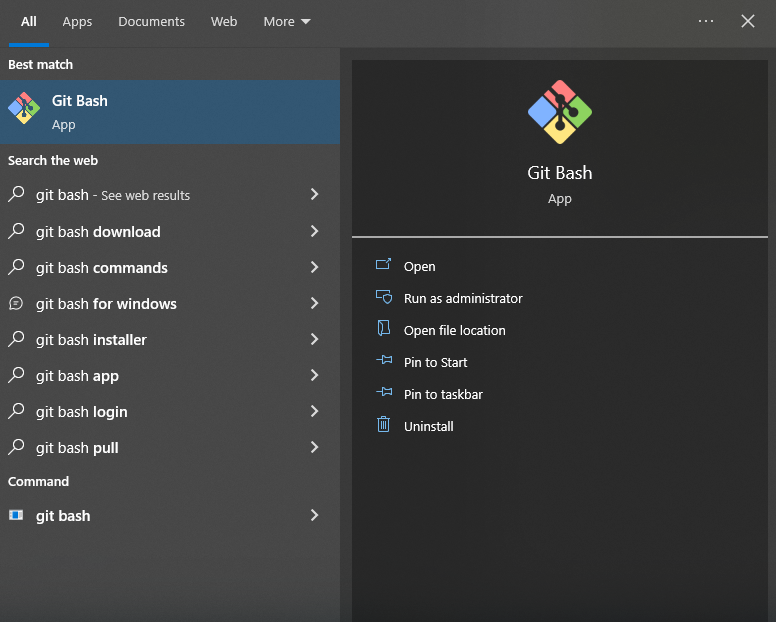 All Apps Documents Web More
Best match
Git Bash
App
Search the web
git bash - See web results
git bash download
git bash commands
git bash for windows
git bash installer
git bash app
git bash login
git bash pull
Command
git bash
Git Bash
App
Open
Run as administrator
Open file location
Pin to Start
Pin to taskbar
Uninstall